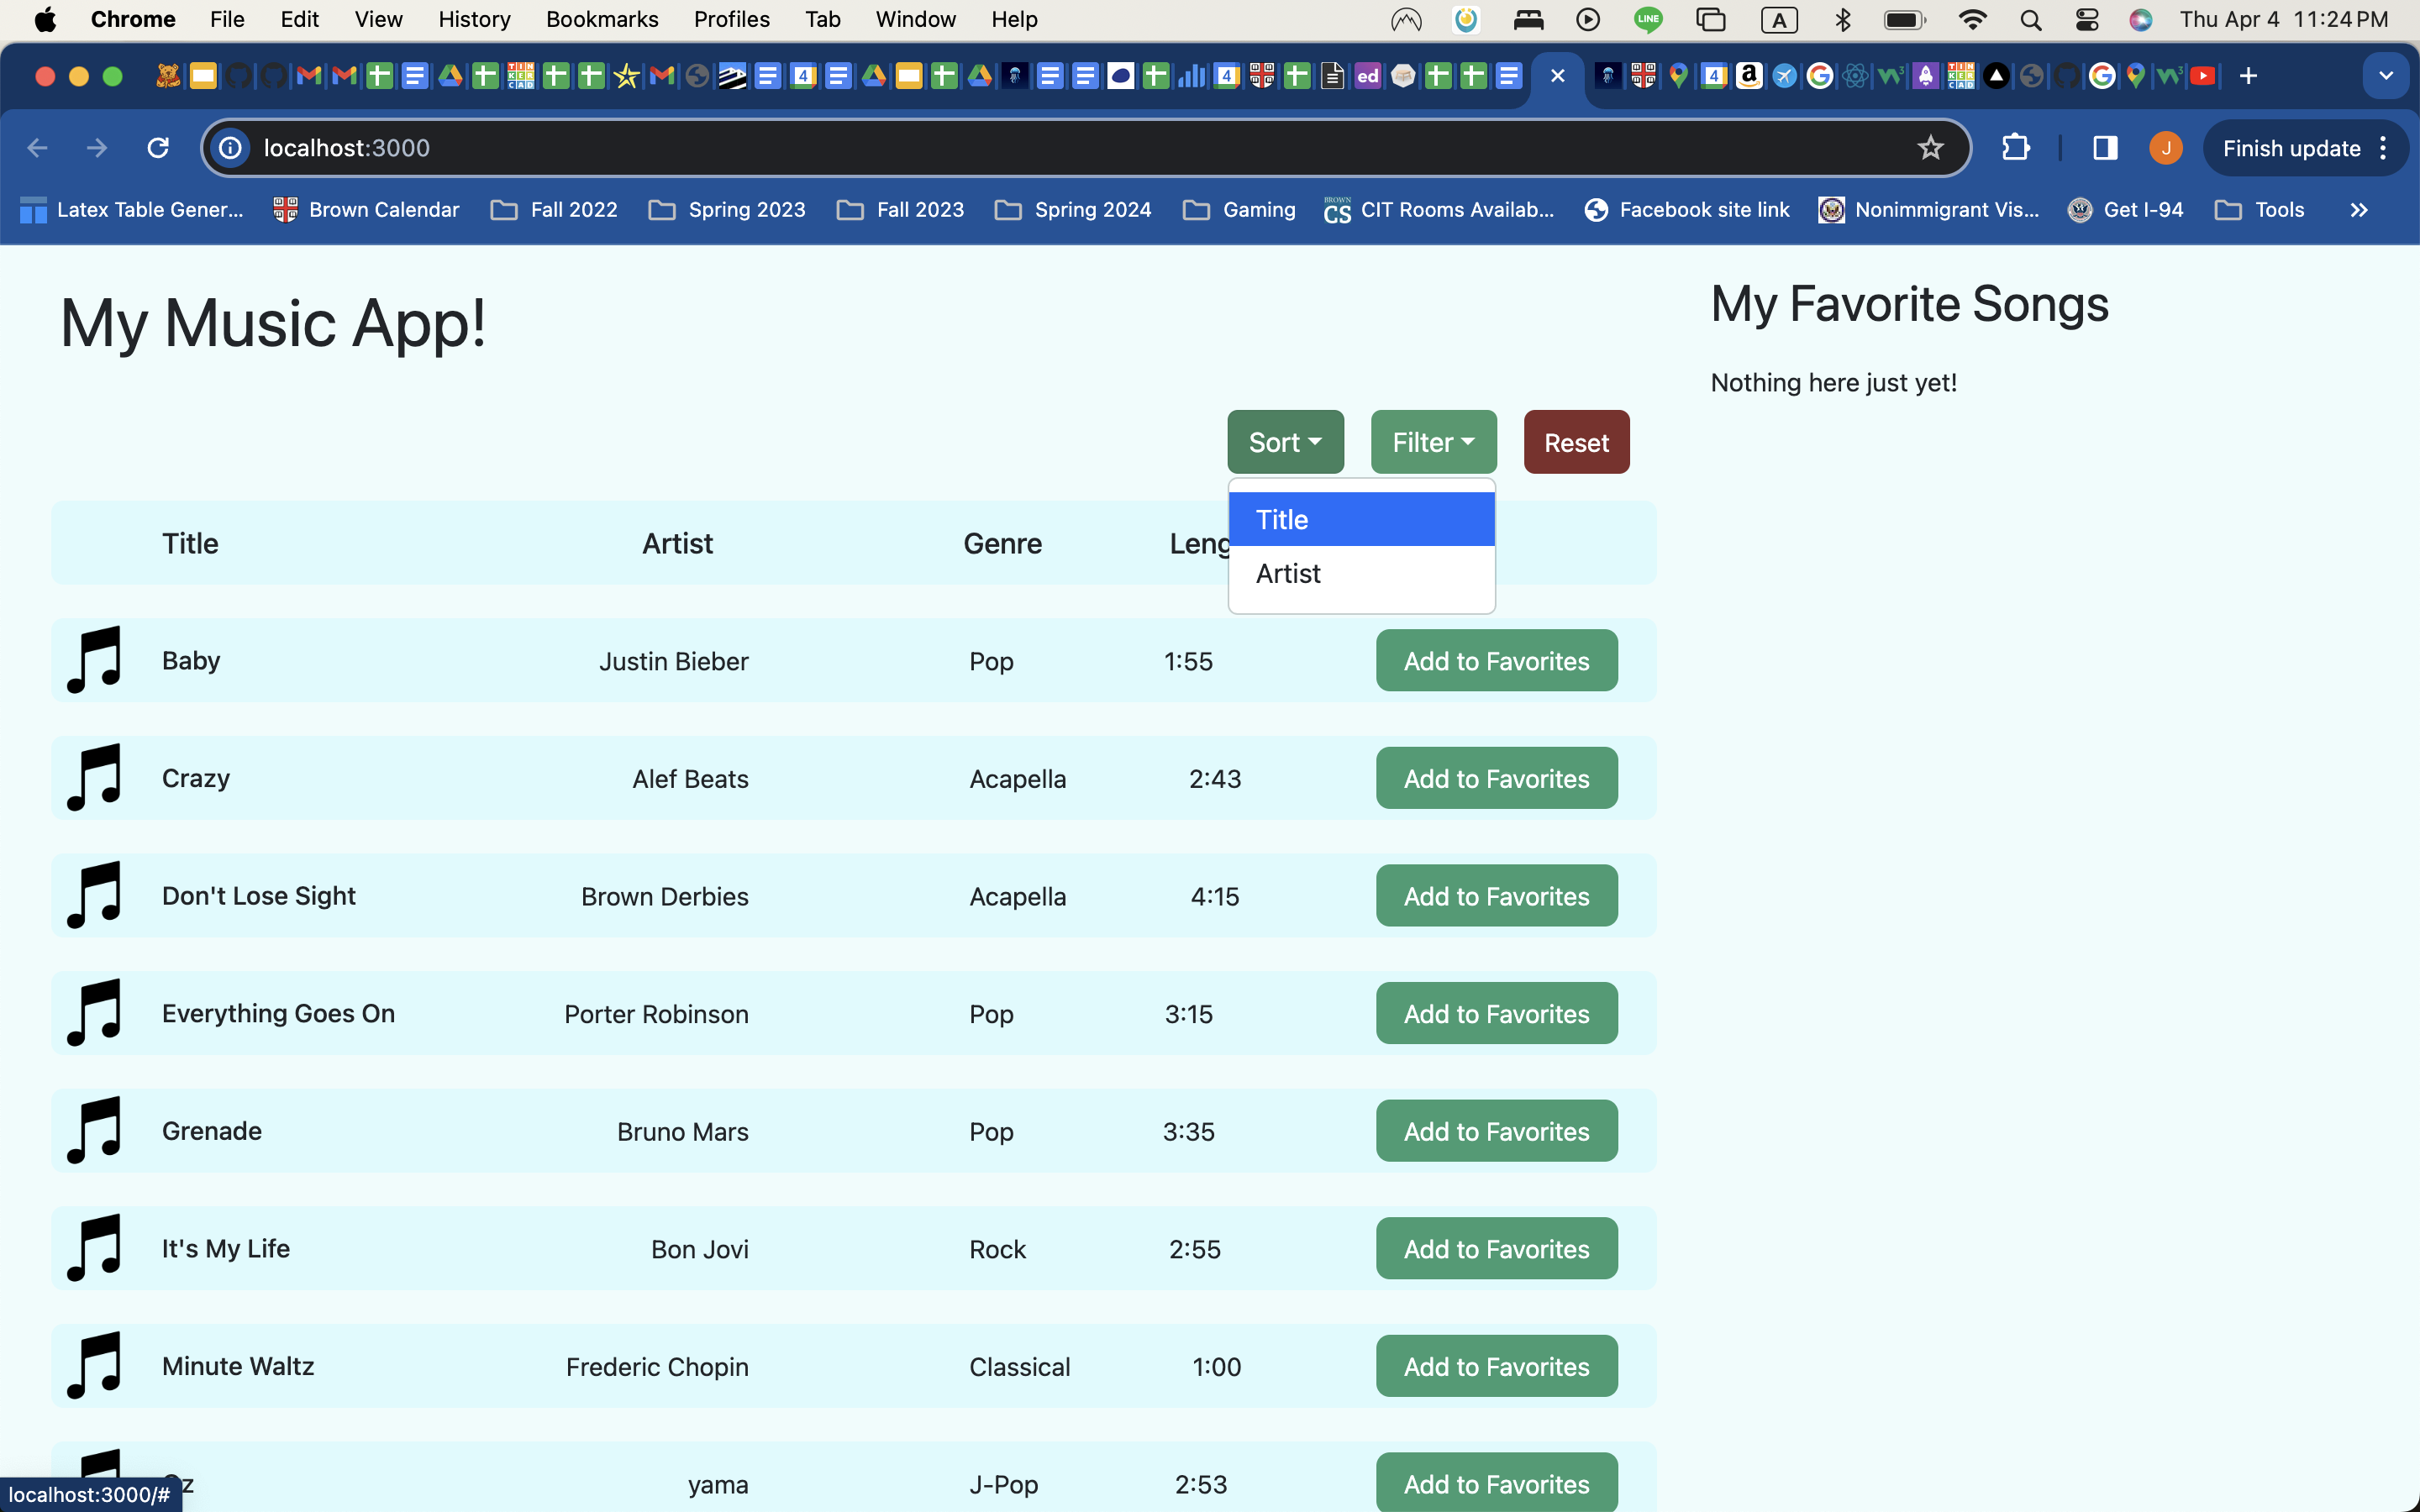 Chrome File Edit View History Bookmarks Profiles Tab Window Help LINE A Thu Apr 4 11:24 PM
localhost:3000 J Finish update
Latex Table Gener... Brown Calendar Fall 2022 Spring 2023 Fall 2023 Spring 2024 Gaming BROWN CS CIT Rooms Availab... Facebook site link Nonimmigrant Vis... Get I-94 Tools
My Music App!
My Favorite Songs
Nothing here just yet!
Sort Filter Reset
Title
Artist
Title Artist Genre Leng
Baby Justin Bieber Pop 1:55 Add to Favorites
Crazy Alef Beats Acapella 2:43 Add to Favorites
Don't Lose Sight Brown Derbies Acapella 4:15 Add to Favorites
Everything Goes On Porter Robinson Pop 3:15 Add to Favorites
Grenade Bruno Mars Pop 3:35 Add to Favorites
It's My Life Bon Jovi Rock 2:55 Add to Favorites
Minute Waltz Frederic Chopin Classical 1:00 Add to Favorites
yama J-Pop 2:53 Add to Favorites
localhost:3000/#